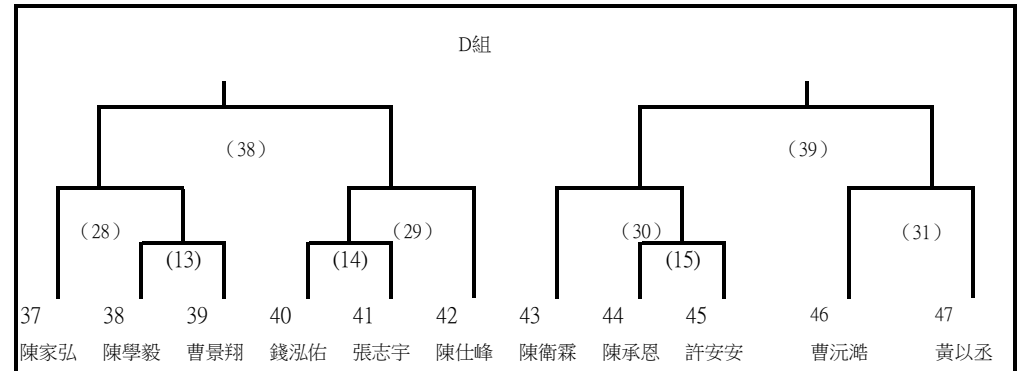 D組
（38） （39）
（28） （29） （30） （31）
(13) (14) (15)
37 38 39 40 41 42 43 44 45 46 47
陳家弘 陳學毅 曹景翔 錢泓佑 張志宇 陳仕峰 陳衛霖 陳承恩 許安安 曹沅澔 黃以丞